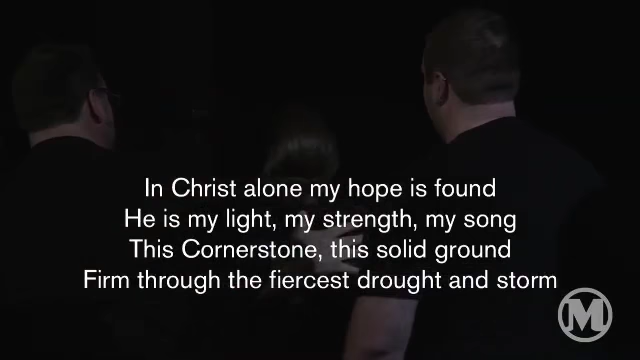 In Christ alone my hope is found
He is my light, my strength, my song
This Cornerstone, this solid ground
Firm through the fiercest drought and storm
M